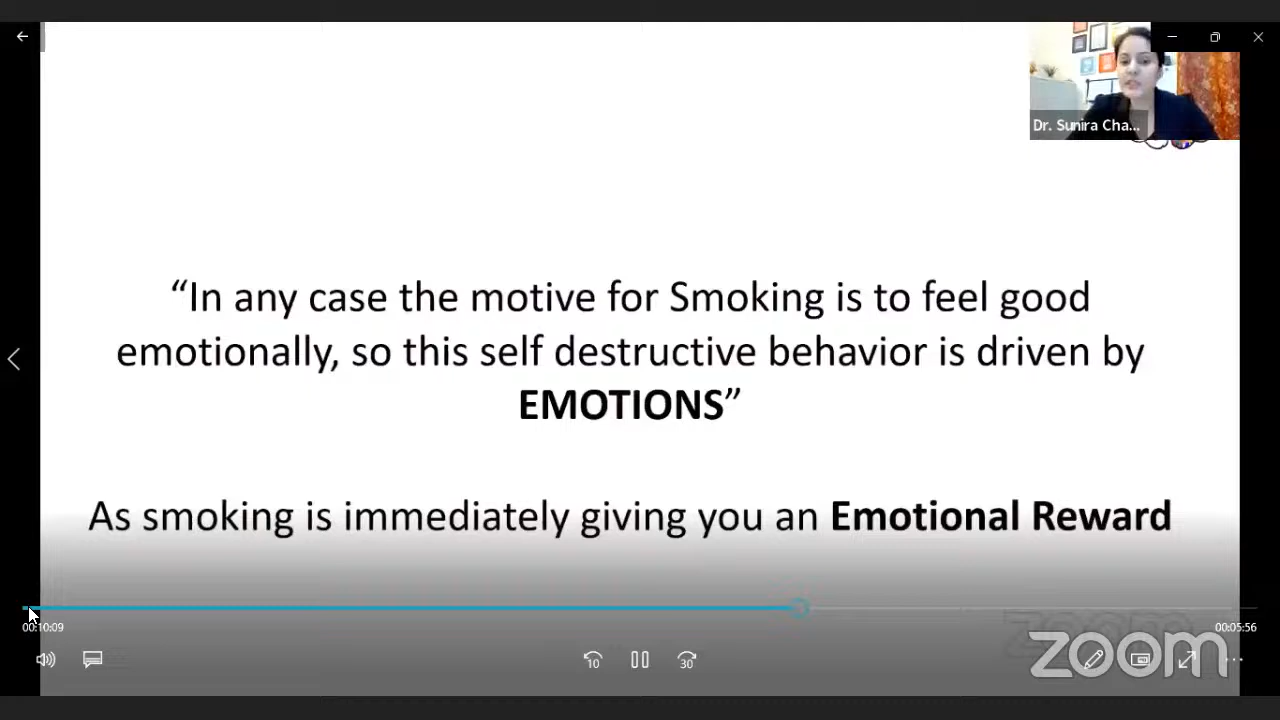 Dr. Sunira Cha...
“In any case the motive for Smoking is to feel good
emotionally, so this self destructive behavior is driven by
EMOTIONS”
As smoking is immediately giving you an Emotional Reward
00:10:09
00:05:56
10
30
zoom